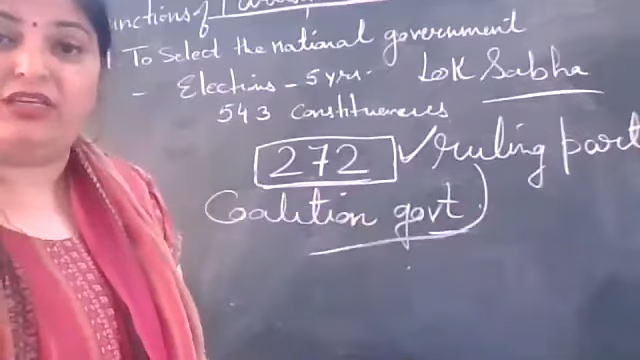 unctions of Parlia
1. To Select the national government
- Elections - 5 yrs. Lok Sabha
543 Constituencies
272 ✓ ruling part
Coalition govt.